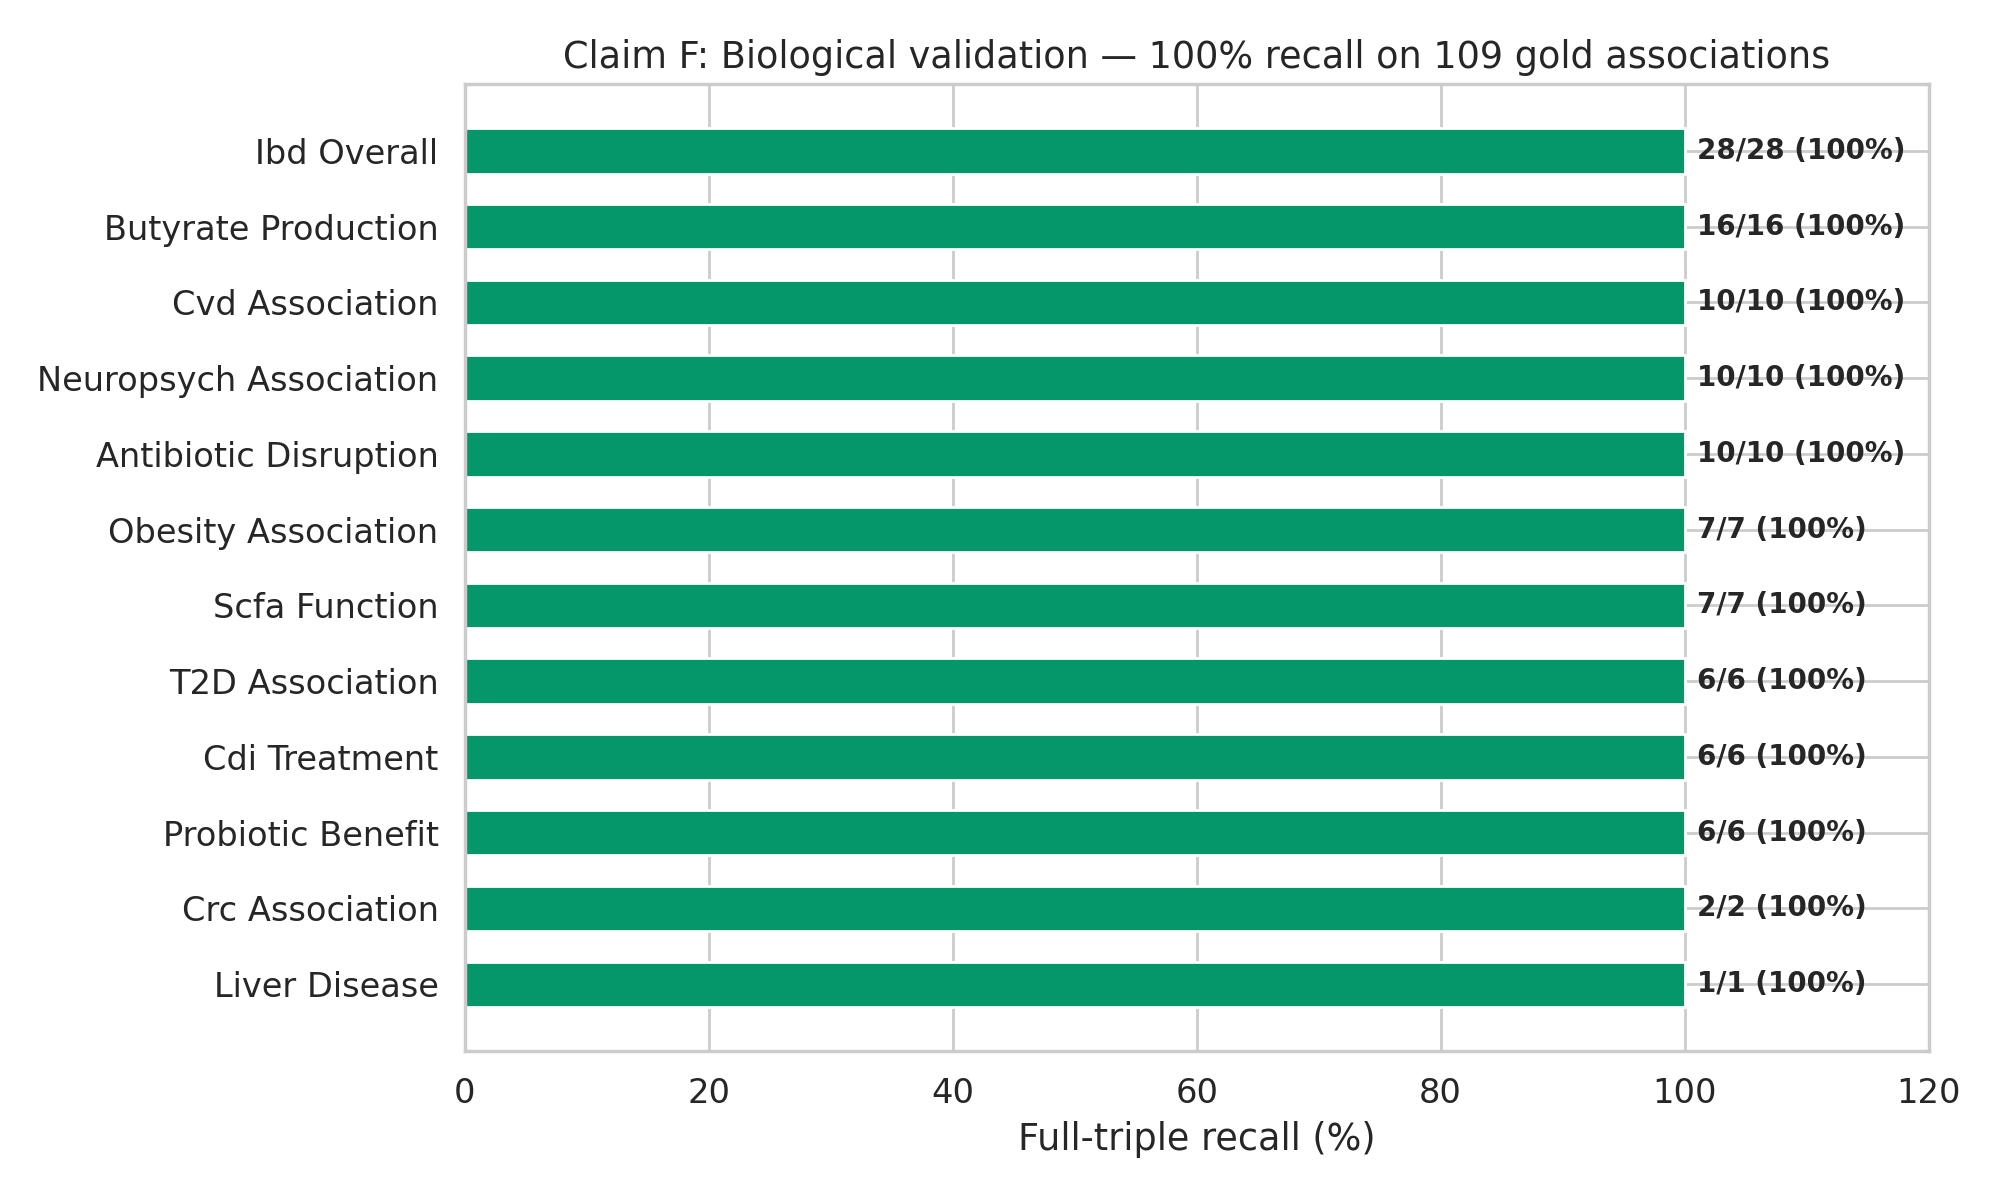 Claim F: Biological validation — 100% recall on 109 gold associations
Ibd Overall 28/28 (100%)
Butyrate Production 16/16 (100%)
Cvd Association 10/10 (100%)
Neuropsych Association 10/10 (100%)
Antibiotic Disruption 10/10 (100%)
Obesity Association 7/7 (100%)
Scfa Function 7/7 (100%)
T2D Association 6/6 (100%)
Cdi Treatment 6/6 (100%)
Probiotic Benefit 6/6 (100%)
Crc Association 2/2 (100%)
Liver Disease 1/1 (100%)
0 20 40 60 80 100 120
Full-triple recall (%)